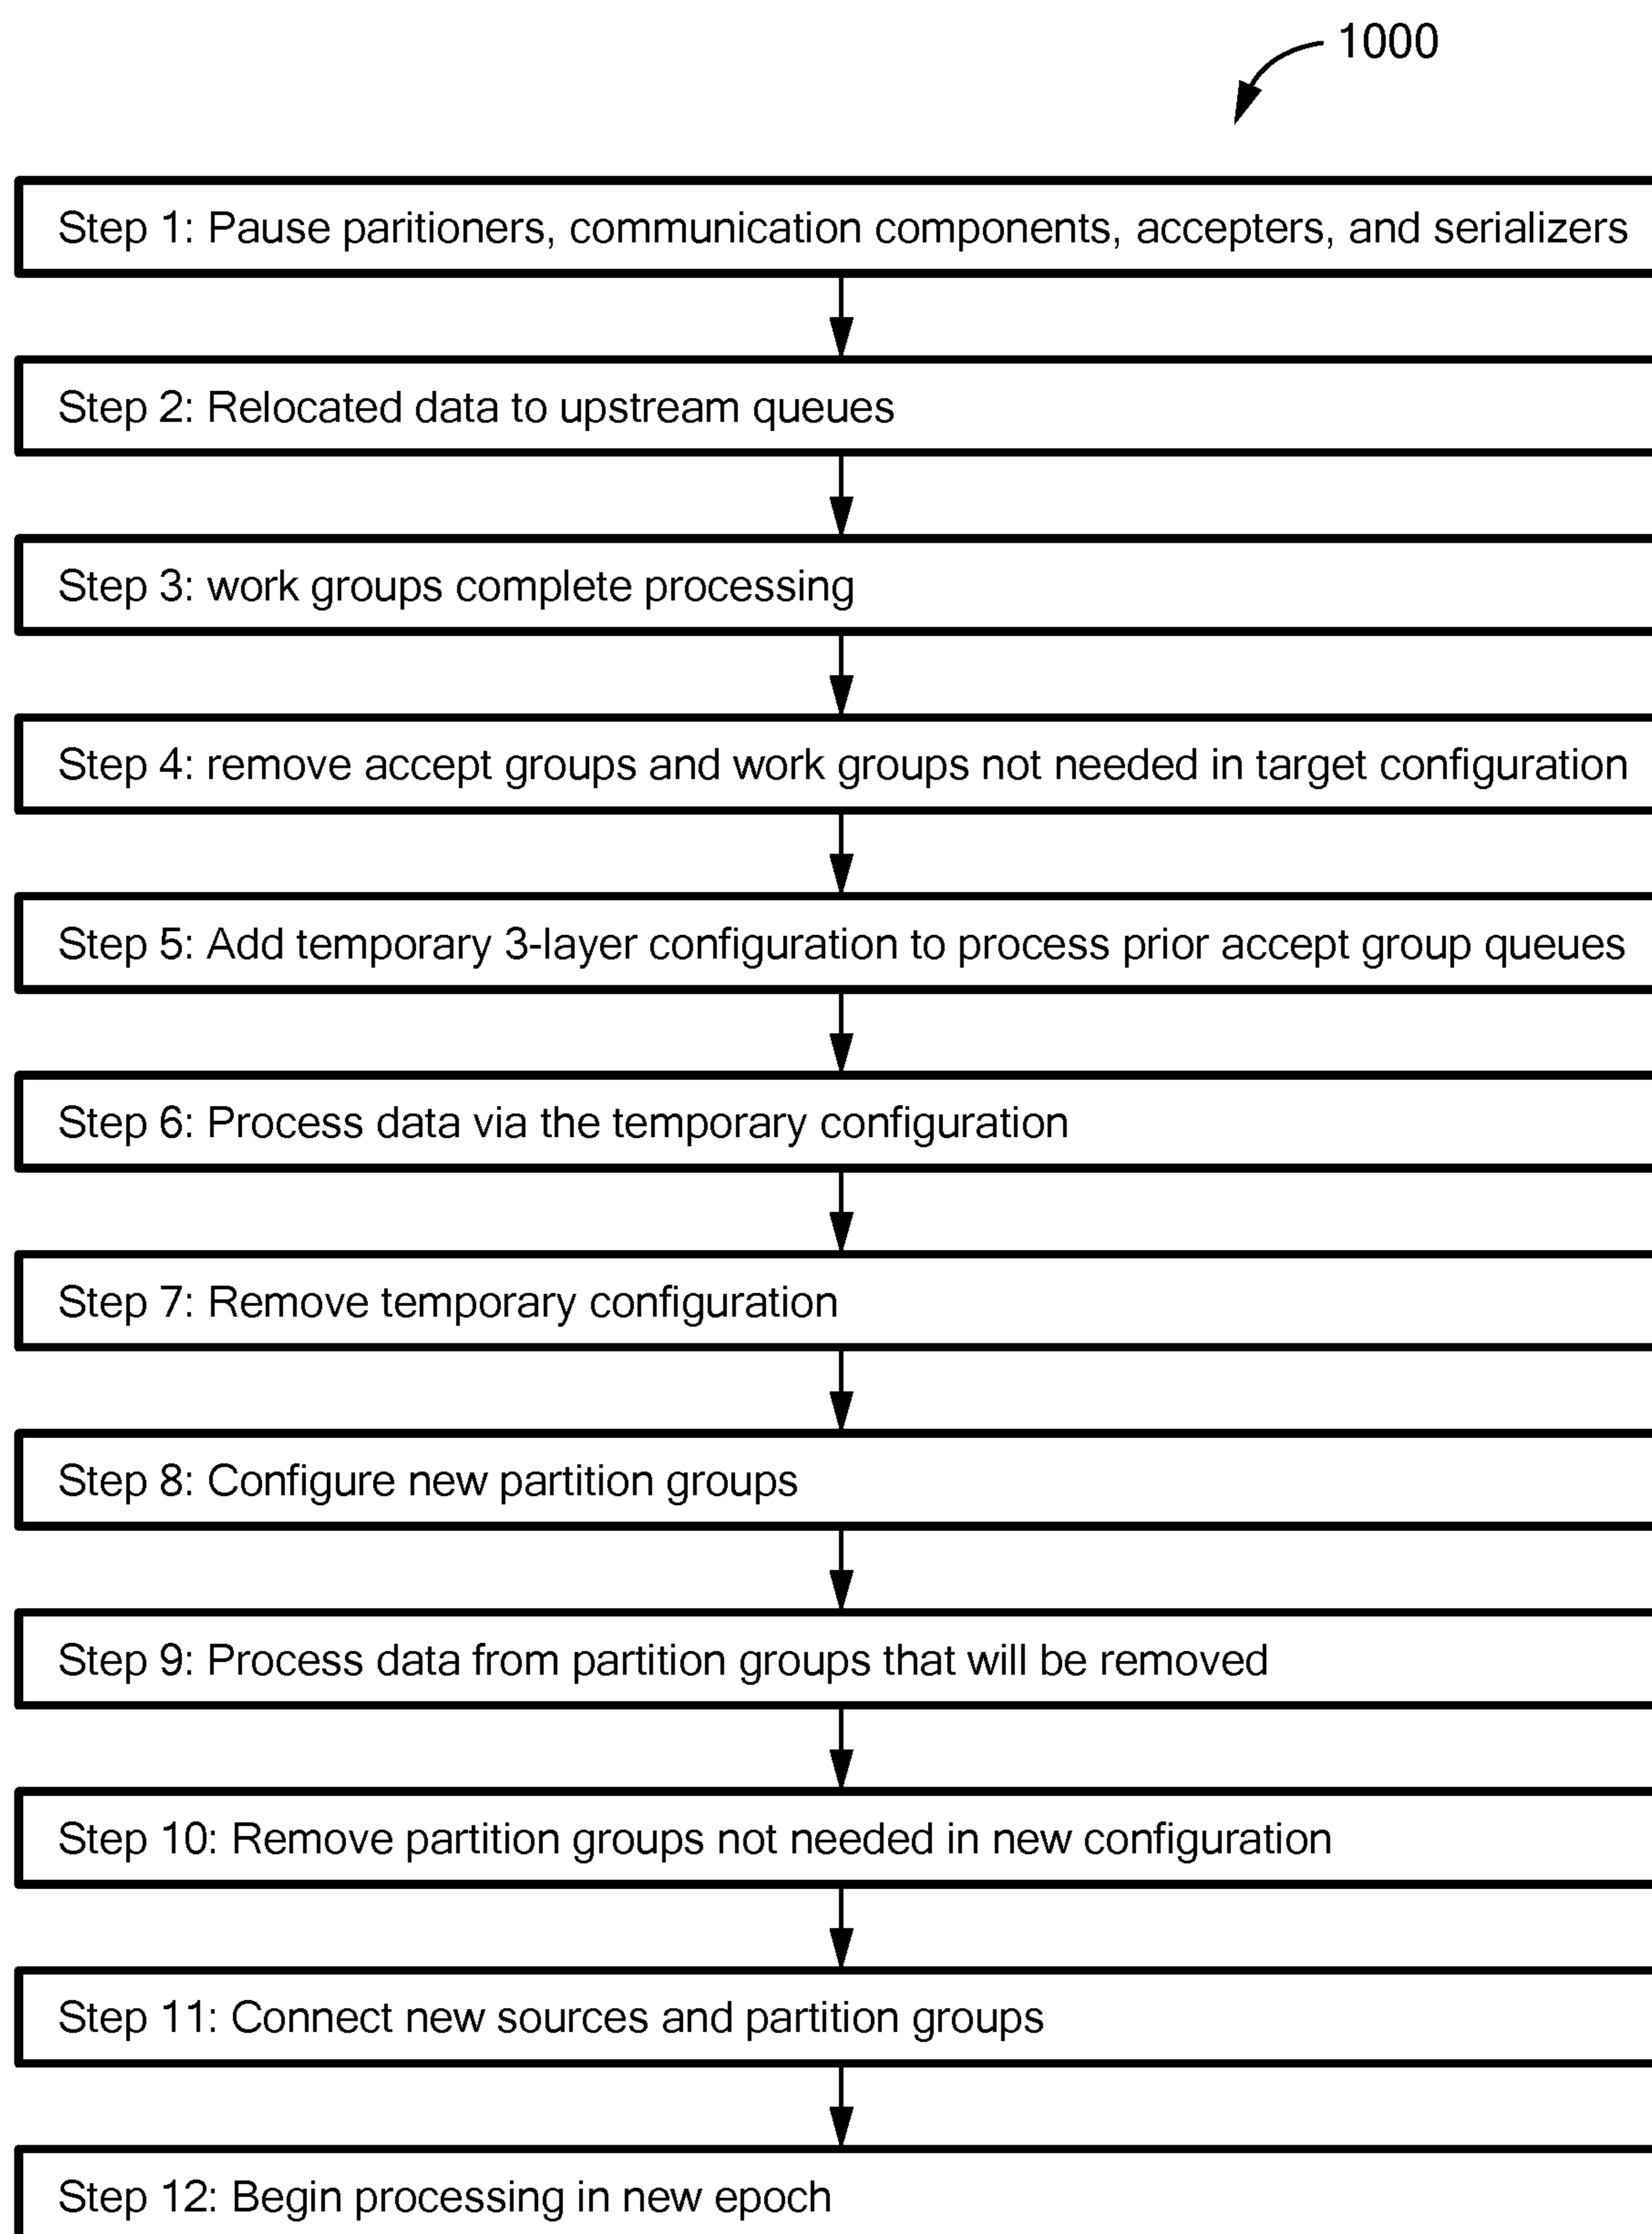 1000
Step 1: Pause paritioners, communication components, accepters, and serializers
Step 2: Relocated data to upstream queues
Step 3: work groups complete processing
Step 4: remove accept groups and work groups not needed in target configuration
Step 5: Add temporary 3-layer configuration to process prior accept group queues
Step 6: Process data via the temporary configuration
Step 7: Remove temporary configuration
Step 8: Configure new partition groups
Step 9: Process data from partition groups that will be removed
Step 10: Remove partition groups not needed in new configuration
Step 11: Connect new sources and partition groups
Step 12: Begin processing in new epoch